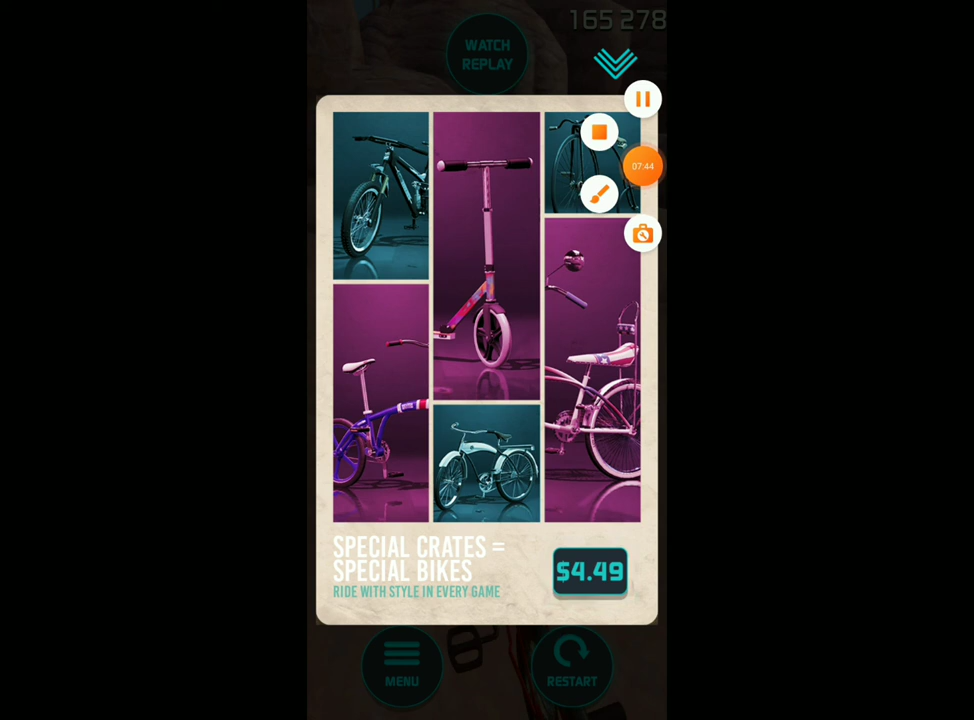 165 278
WATCH
REPLAY
07:44
SPECIAL CRATES =
SPECIAL BIKES
RIDE WITH STYLE IN EVERY GAME
$4.49
MENU
RESTART